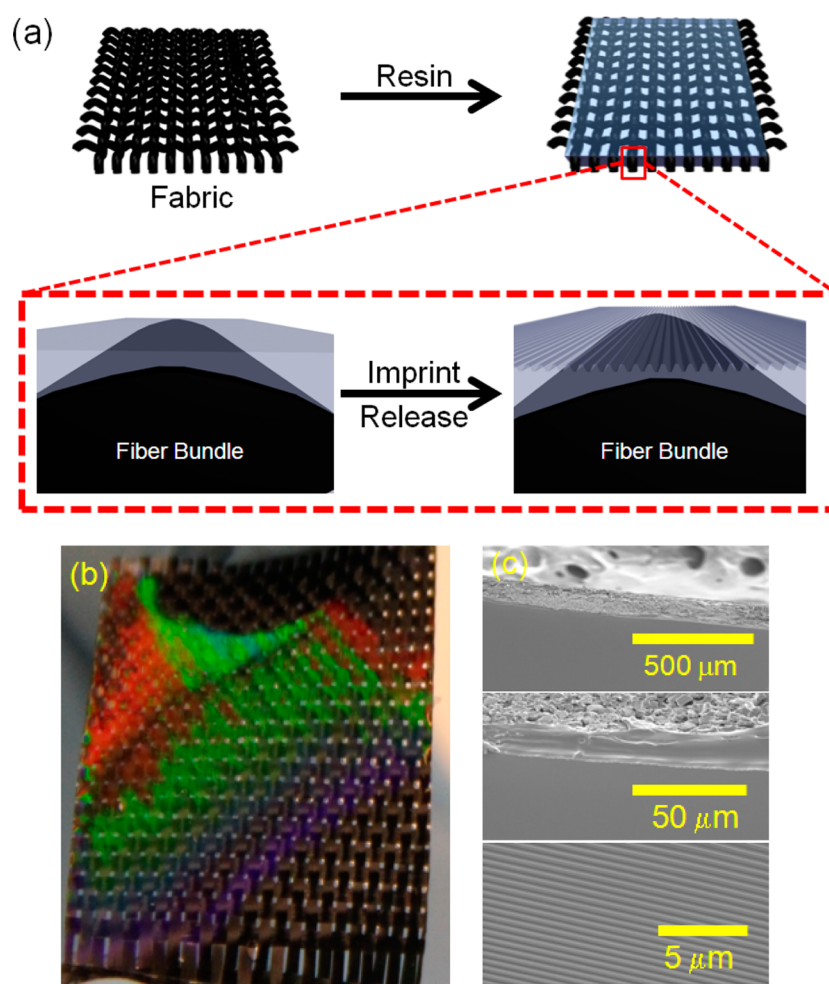 (a)
Resin
Fabric
Imprint
Release
Fiber Bundle
Fiber Bundle
(b)
(c)
500 μm
50 μm
5 μm